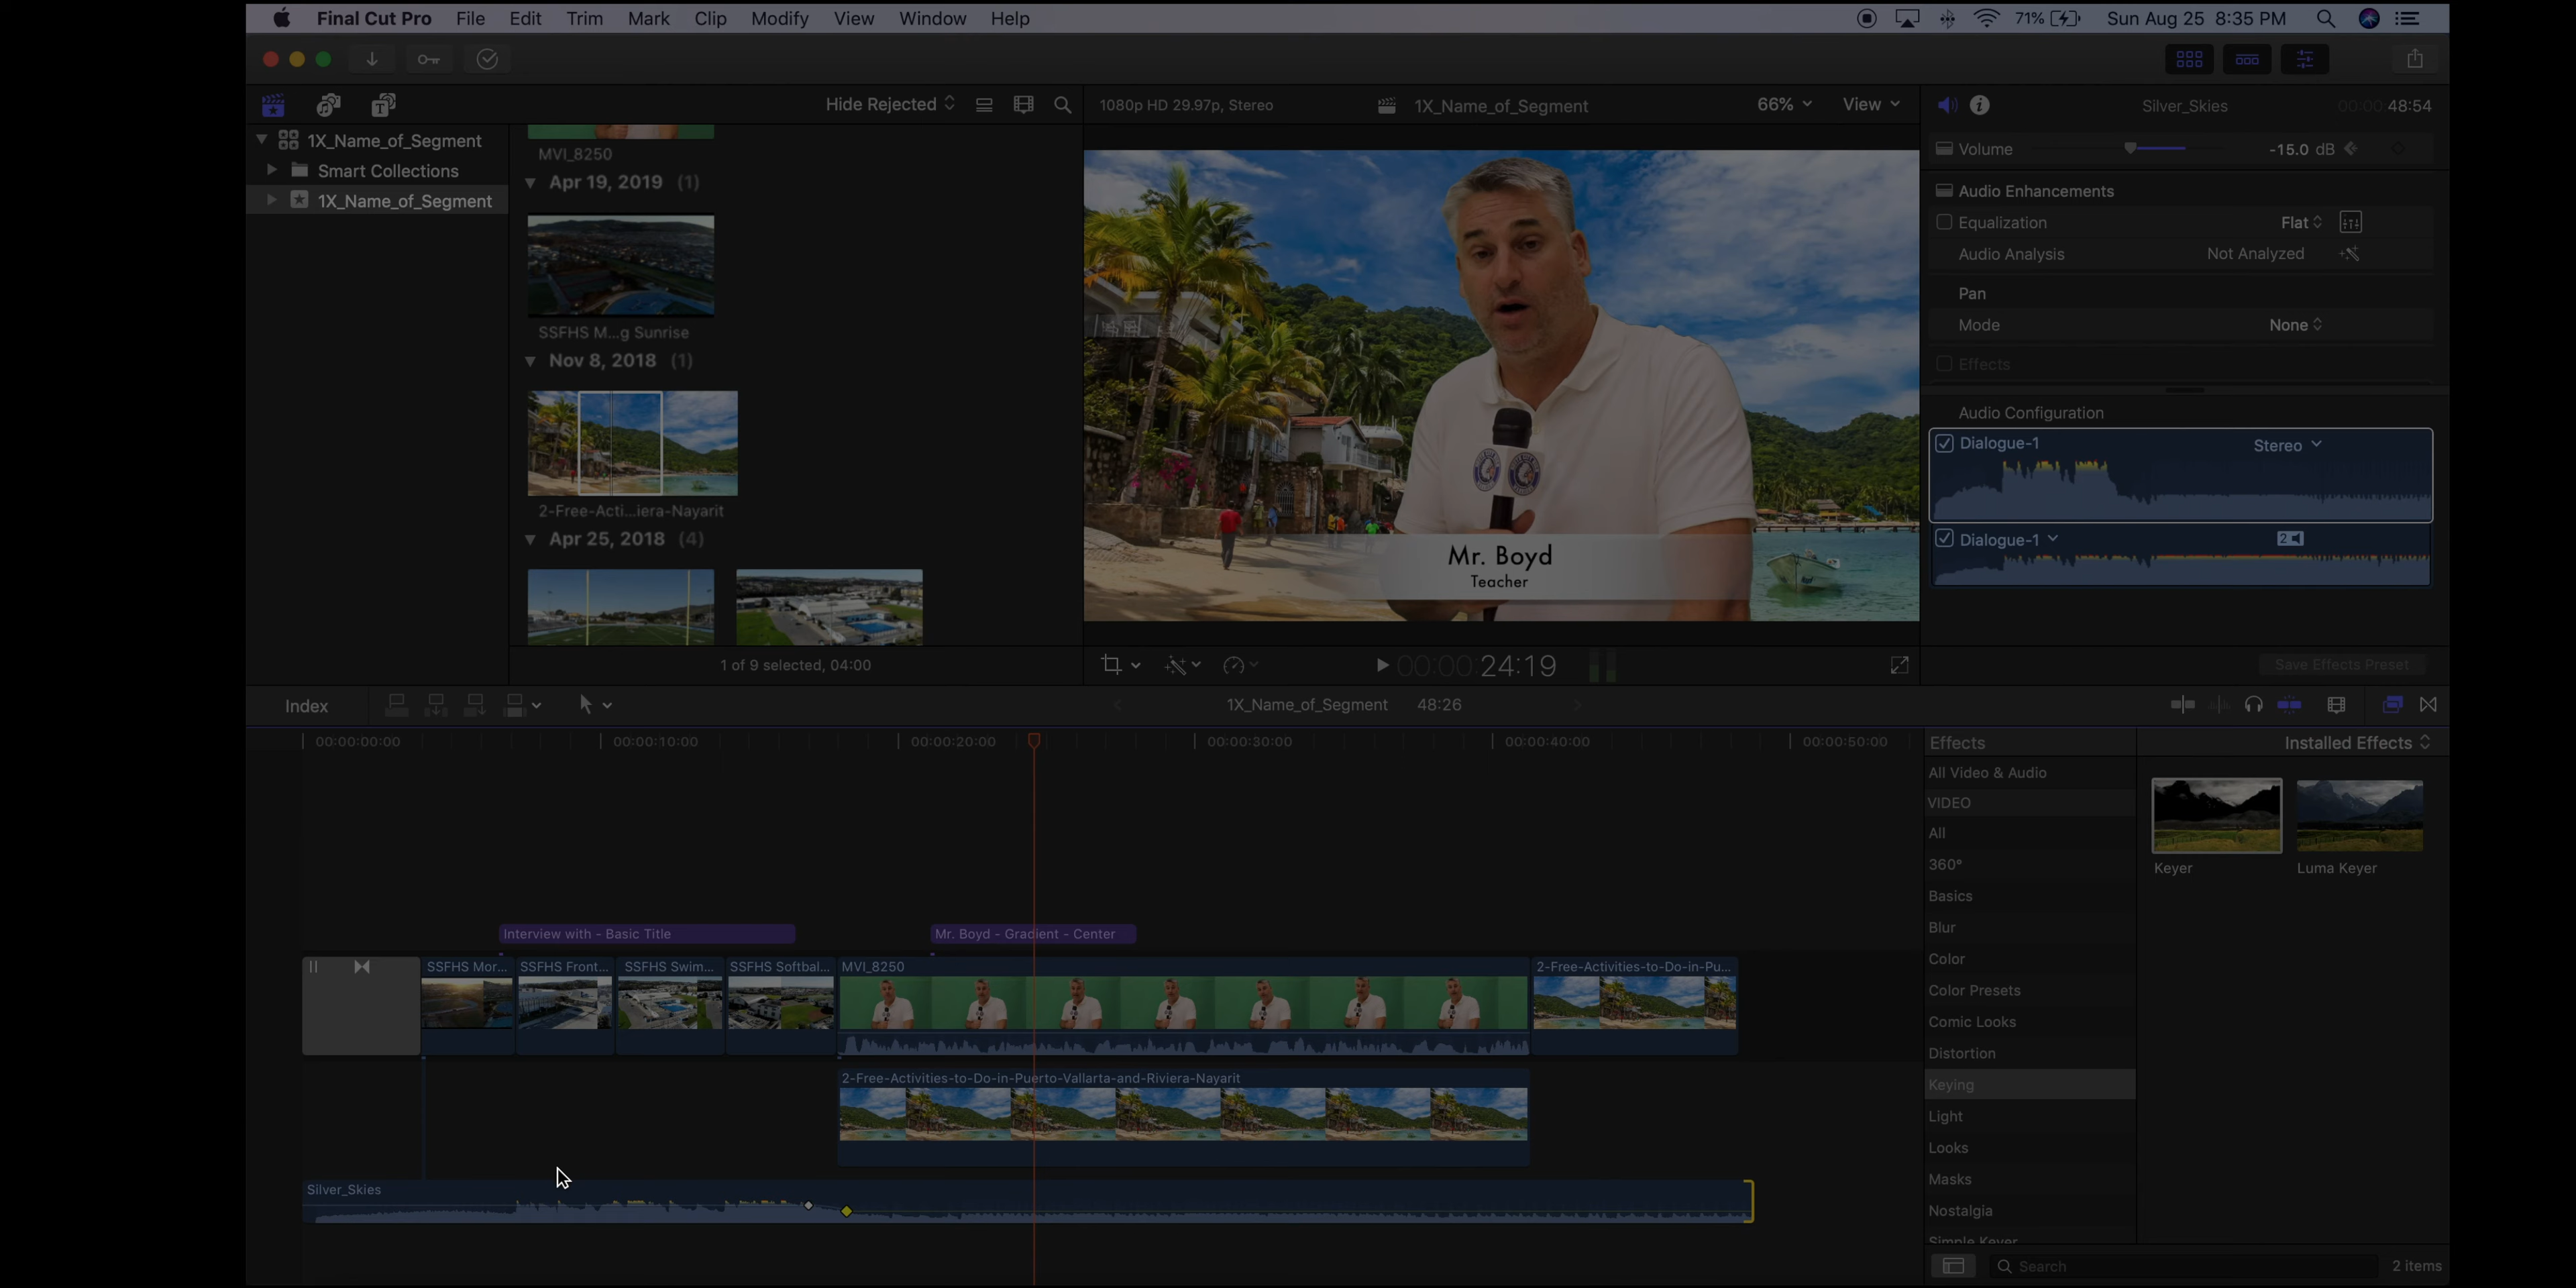 Final Cut Pro File Edit Trim Mark Clip Modify View Window Help 71% Sun Aug 25 8:35 PM
Hide Rejected 1080p HD 29.97p, Stereo 1X_Name_of_Segment 66% View Silver_Skies 00:00 48:54
1X_Name_of_Segment
Smart Collections
1X_Name_of_Segment
MVI_8250
Apr 19, 2019 (1)
SSFHS M...g Sunrise
Nov 8, 2018 (1)
2-Free-Acti...iera-Nayarit
Apr 25, 2018 (4)
1 of 9 selected, 04:00
Mr. Boyd
Teacher
00:00:00 24:19
Volume -15.0 dB
Audio Enhancements
Equalization Flat
Audio Analysis Not Analyzed
Pan
Mode None
Effects
Audio Configuration
Dialogue-1 Stereo
Dialogue-1 2
Save Effects Preset
Index 1X_Name_of_Segment 48:26
00:00:00:00 00:00:10:00 00:00:20:00 00:00:30:00 00:00:40:00 00:00:50:00
Interview with - Basic Title Mr. Boyd - Gradient - Center
SSFHS Mor... SSFHS Front... SSFHS Swim... SSFHS Softbal... MVI_8250 2-Free-Activities-to-Do-in-Pu...
2-Free-Activities-to-Do-in-Puerto-Vallarta-and-Riviera-Nayarit
Silver_Skies
Effects Installed Effects
All Video & Audio
VIDEO
All
360°
Basics
Blur
Color
Color Presets
Comic Looks
Distortion
Keying
Light
Looks
Masks
Nostalgia
Simple Keyer
Keyer Luma Keyer
Search 2 items